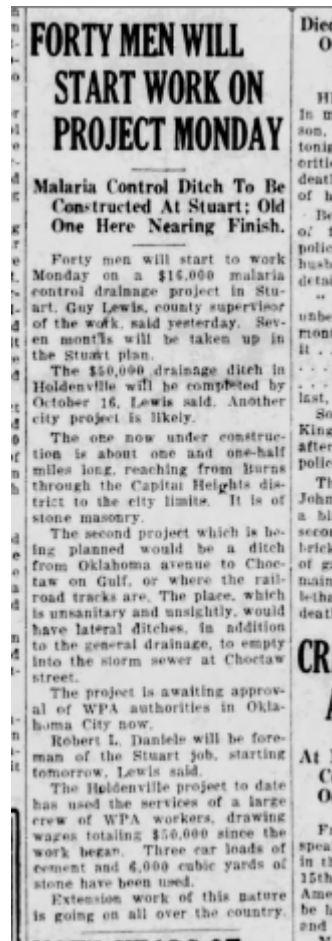 FORTY MEN WILL
START WORK ON
PROJECT MONDAY
Malaria Control Ditch To Be
Constructed At Stuart; Old
One Here Nearing Finish.
Forty men will start to work
Monday on a $16,000 malaria
control drainage project in Stu-
art, Guy Lewis, county supervisor
of the work, said yesterday. Sev-
en months will be taken up in
the Stuart plan.
The $50,000 drainage ditch in
Holdenville will be completed by
October 16, Lewis said. Another
city project is likely.
The one now under construc-
tion is about one and one-half
miles long, reaching from Burns
through the Capital Heights dis-
trict to the city limits. It is of
stone masonry.
The second project which is be-
ing planned would be a ditch
from Oklahoma avenue to Choc-
taw on Gulf, or where the rail-
road tracks are. The place, which
is unsanitary and unsightly, would
have lateral ditches, in addition
to the general drainage, to empty
into the storm sewer at Choctaw
street.
The project is awaiting approv-
al of WPA authorities in Okla-
homa City now.
Robert L. Daniele will be fore-
man of the Stuart job, starting
tomorrow, Lewis said.
The Holdenville project to date
has used the services of a large
crew of WPA workers, drawing
wages totaling $50,000 since the
work began. Three car loads of
cement and 6,000 cubic yards of
stone have been used.
Extension work of this nature
is going on all over the country.